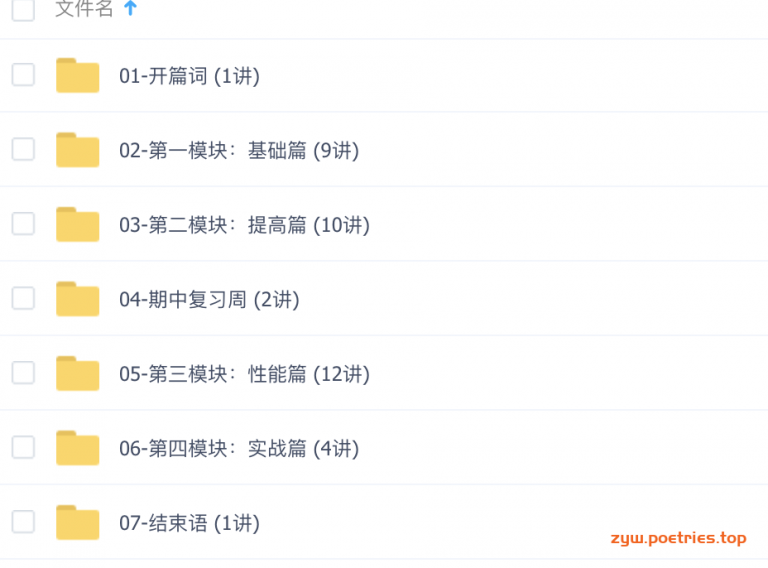 文件名
01-开篇词 (1讲)
02-第一模块：基础篇 (9讲)
03-第二模块：提高篇 (10讲)
04-期中复习周 (2讲)
05-第三模块：性能篇 (12讲)
06-第四模块：实战篇 (4讲)
07-结束语 (1讲)
zyw.poetries.top